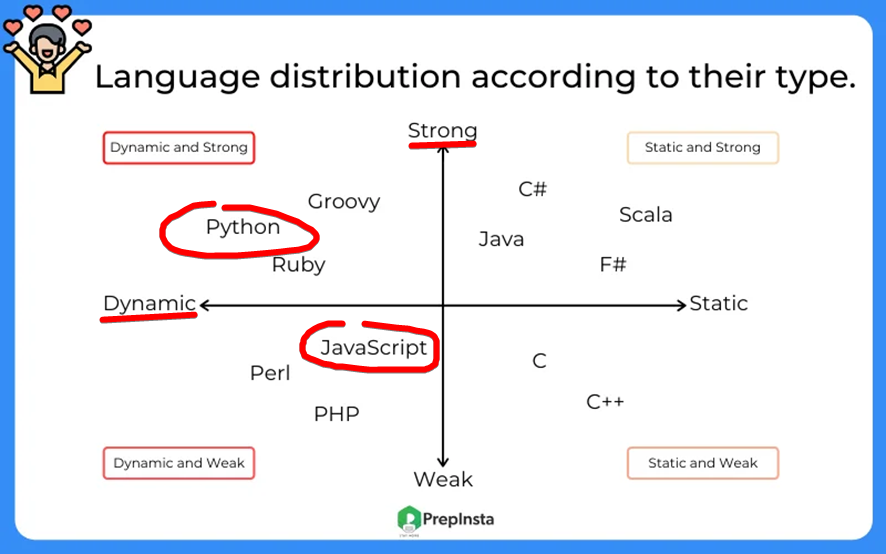 Language distribution according to their type.
Strong
Dynamic and Strong
Static and Strong
C#
Groovy
Scala
Python
Java
Ruby
F#
Dynamic
Static
JavaScript
C
Perl
C++
PHP
Dynamic and Weak
Static and Weak
Weak
PrepInsta